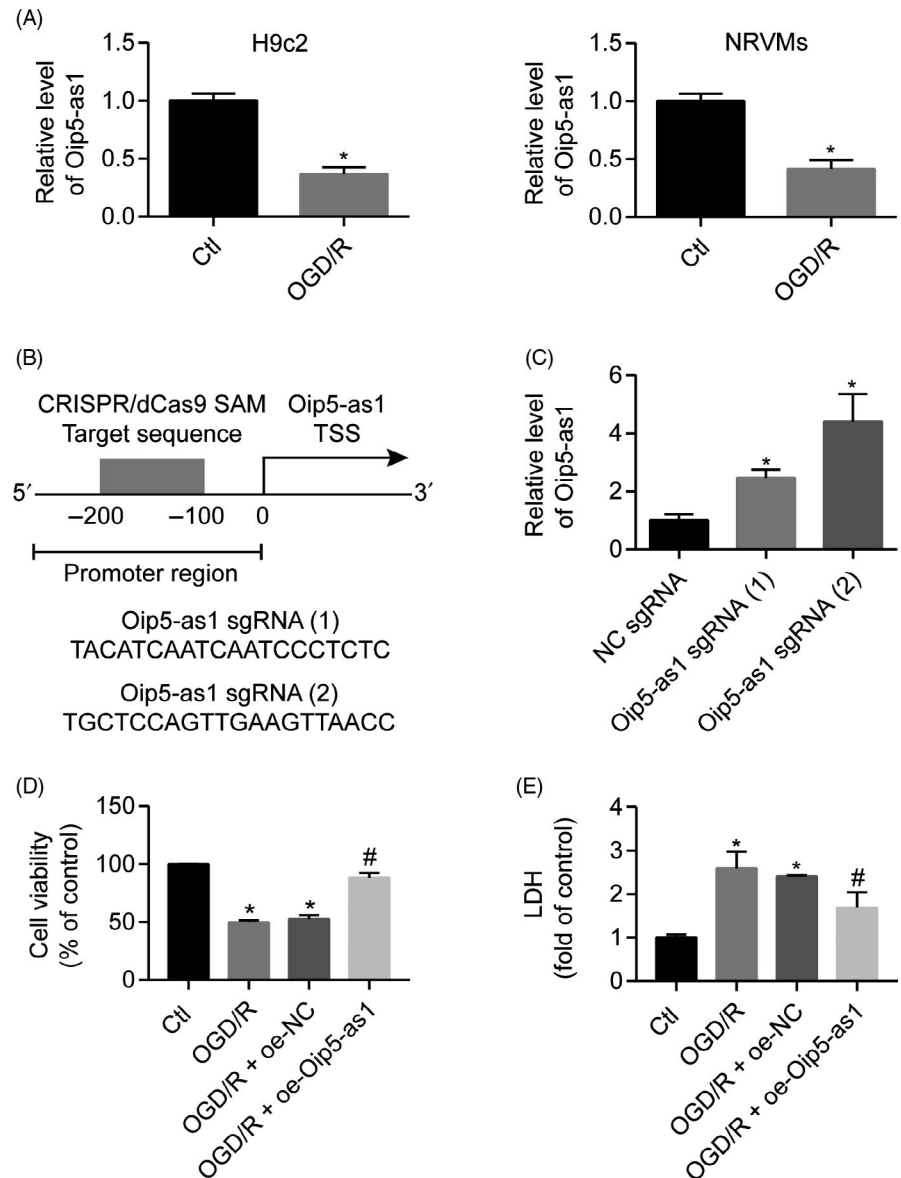 (A)
H9c2
Relative level
of Oip5-as1
1.5
1.0
0.5
0.0
Ctl
OGD/R
*
NRVMs
Relative level
of Oip5-as1
1.5
1.0
0.5
0.0
Ctl
OGD/R
*
(B)
CRISPR/dCas9 SAM
Target sequence
Oip5-as1
TSS
5′
3′
–200
–100
0
Promoter region
Oip5-as1 sgRNA (1)
TACATCAATCAATCCCTCTC
Oip5-as1 sgRNA (2)
TGCTCCAGTTGAAGTTAACC
(C)
Relative level
of Oip5-as1
6
4
2
0
*
*
NC sgRNA
Oip5-as1 sgRNA (1)
Oip5-as1 sgRNA (2)
(D)
Cell viability
(% of control)
150
100
50
0
*
*
#
Ctl
OGD/R
OGD/R + oe-NC
OGD/R + oe-Oip5-as1
(E)
LDH
(fold of control)
4
3
2
1
0
*
*
#
Ctl
OGD/R
OGD/R + oe-NC
OGD/R + oe-Oip5-as1